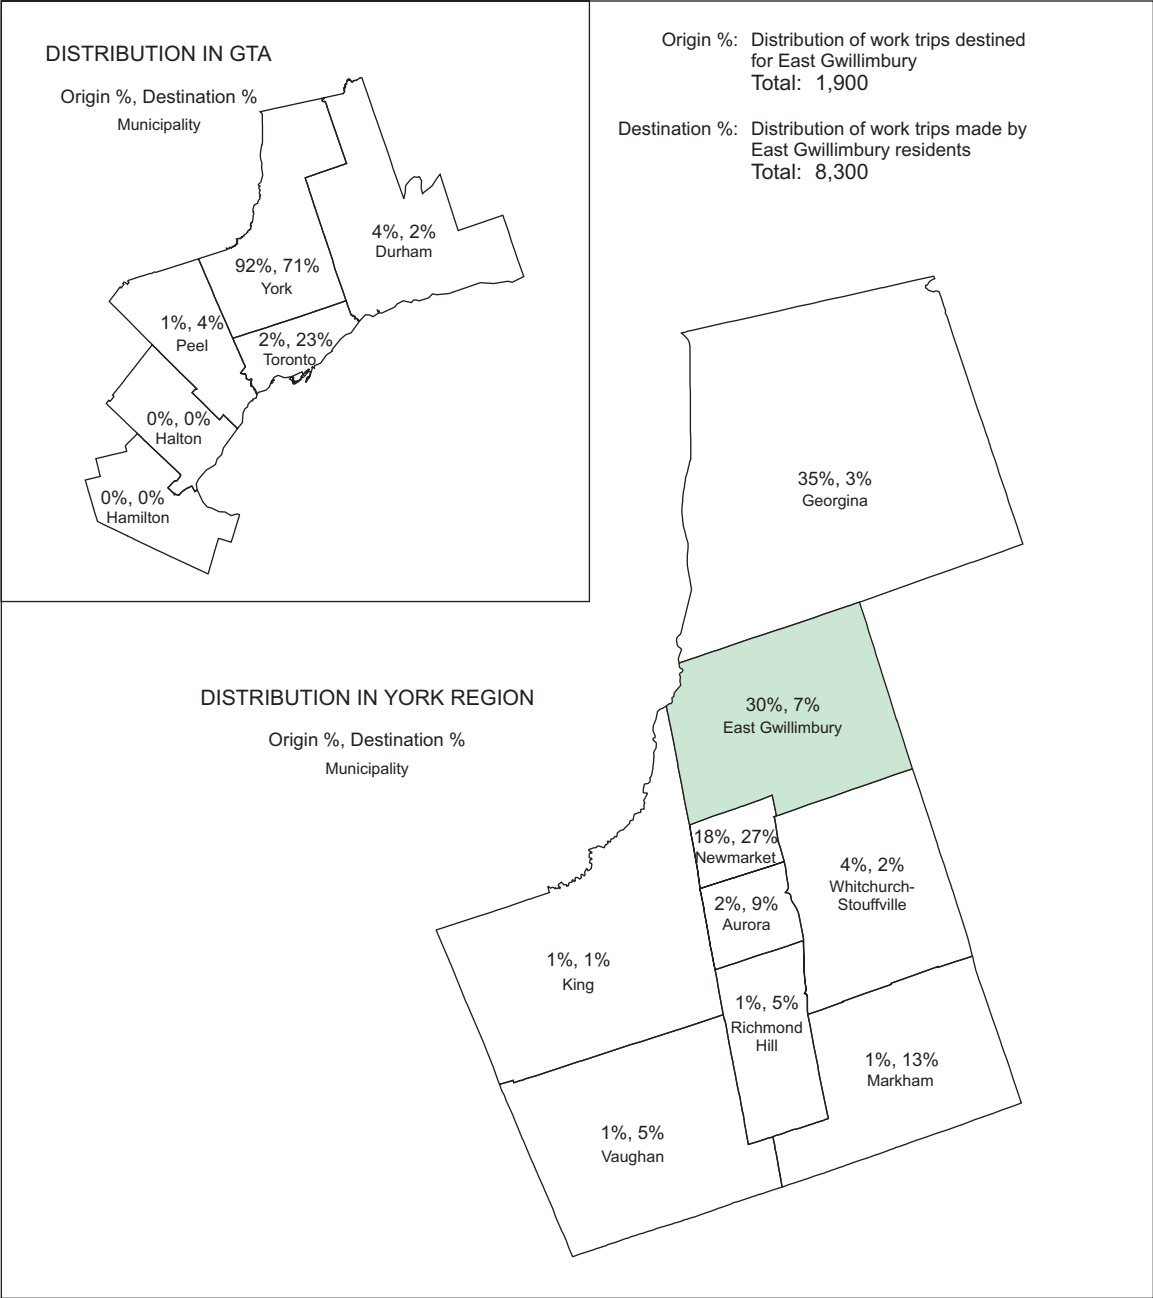 DISTRIBUTION IN GTA
Origin %, Destination %
Municipality
4%, 2%
Durham
92%, 71%
York
1%, 4%
Peel
2%, 23%
Toronto
0%, 0%
Halton
0%, 0%
Hamilton
Origin %: Distribution of work trips destined
for East Gwillimbury
Total: 1,900
Destination %: Distribution of work trips made by
East Gwillimbury residents
Total: 8,300
DISTRIBUTION IN YORK REGION
Origin %, Destination %
Municipality
35%, 3%
Georgina
30%, 7%
East Gwillimbury
18%, 27%
Newmarket
4%, 2%
Whitchurch-
Stouffville
2%, 9%
Aurora
1%, 1%
King
1%, 5%
Richmond
Hill
1%, 13%
Markham
1%, 5%
Vaughan